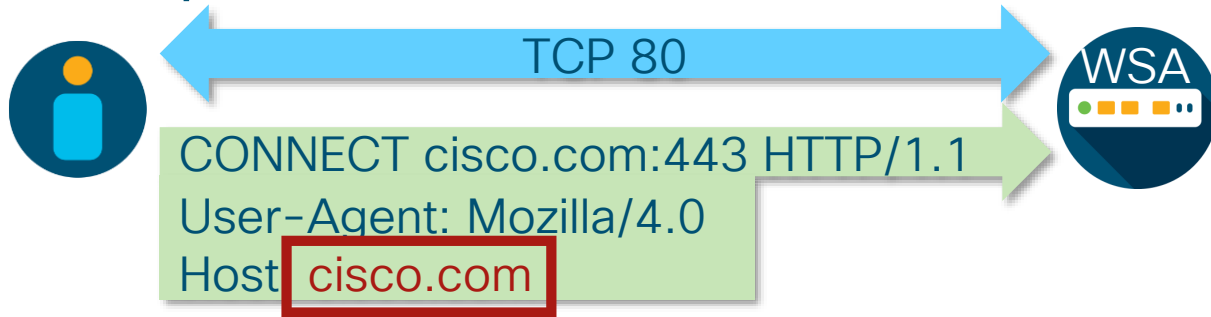 TCP 80
WSA
CONNECT cisco.com:443 HTTP/1.1
User-Agent: Mozilla/4.0
Host cisco.com